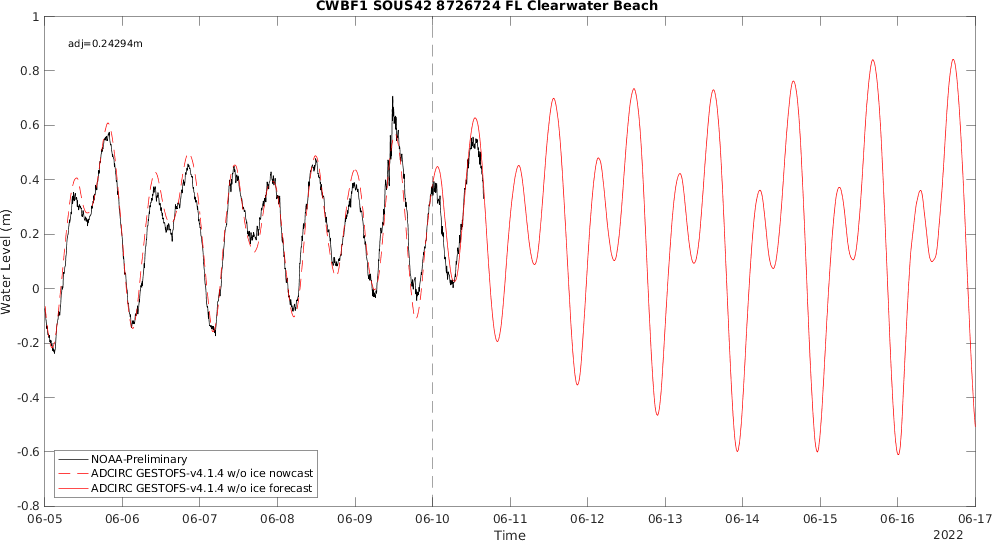 CWBF1 SOUS42 8726724 FL Clearwater Beach
adj=0.24294m
1
0.8
0.6
0.4
0.2
0
-0.2
-0.4
-0.6
-0.8
Water Level (m)
NOAA-Preliminary
ADCIRC GESTOFS-v4.1.4 w/o ice nowcast
ADCIRC GESTOFS-v4.1.4 w/o ice forecast
06-05 06-06 06-07 06-08 06-09 06-10 06-11 06-12 06-13 06-14 06-15 06-16 06-17
Time
2022